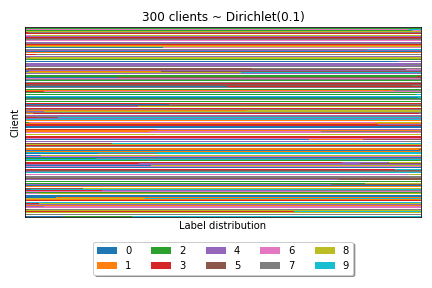 300 clients ~ Dirichlet(0.1)
Client
Label distribution
0 2 4 6 8
1 3 5 7 9